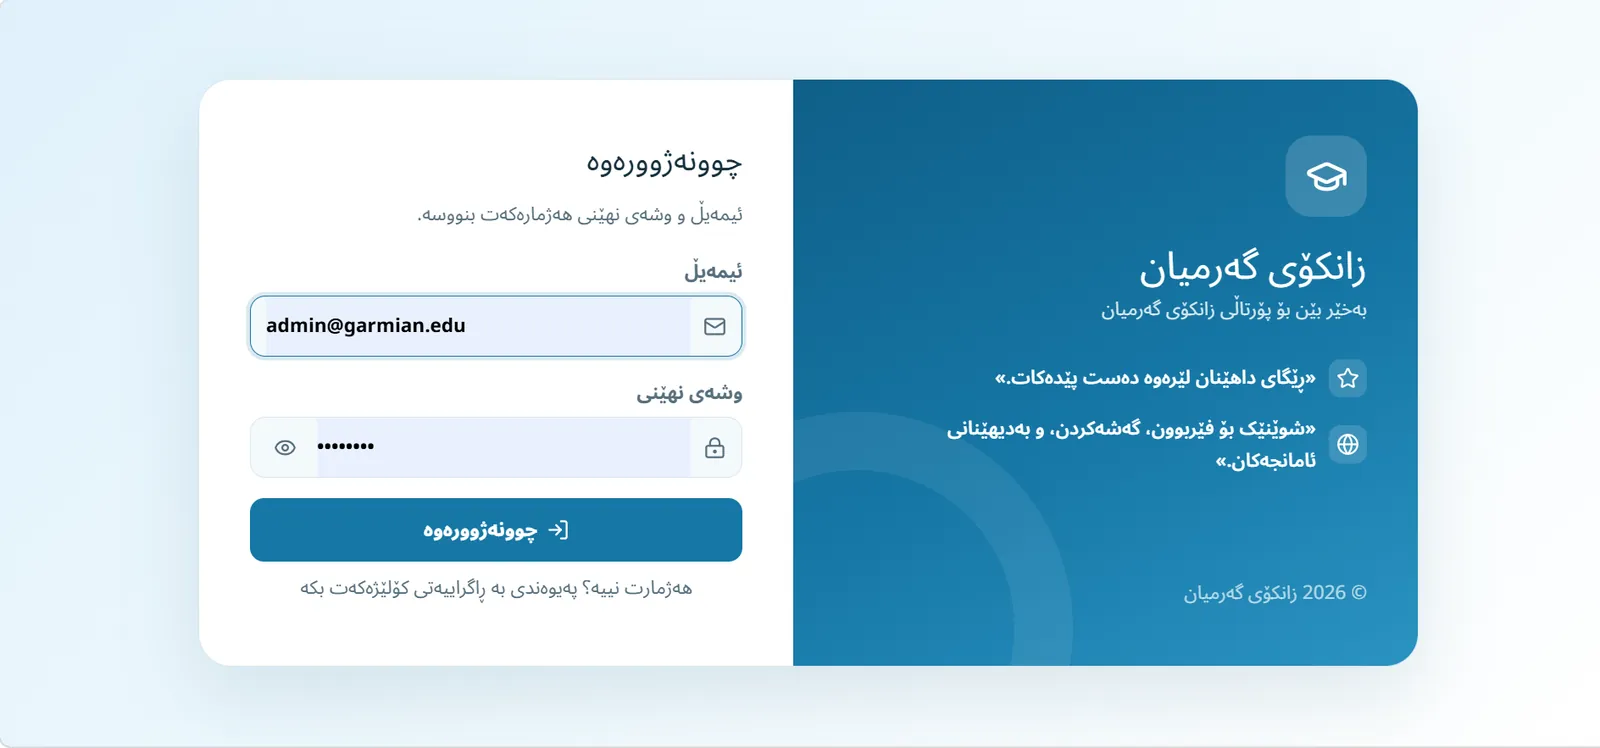 زانکۆی گەرمیان
بەخێر بێن بۆ پۆرتاڵی زانکۆی گەرمیان
«ڕێگای داهێنان لێرەوە دەست پێدەکات.»
«شوێنێک بۆ فێربوون، گەشەکردن، و بەدیهێنانی
ئامانجەکان.»
© 2026 زانکۆی گەرمیان
چوونەژوورەوە
ئیمەیڵ و وشەی نهێنی هەژمارەکەت بنووسە.
ئیمەیڵ
admin@garmian.edu
وشەی نهێنی
••••••••
چوونەژوورەوە
هەژمارت نییە؟ پەیوەندی بە ڕاگراییەتی کۆلێژەکەت بکە